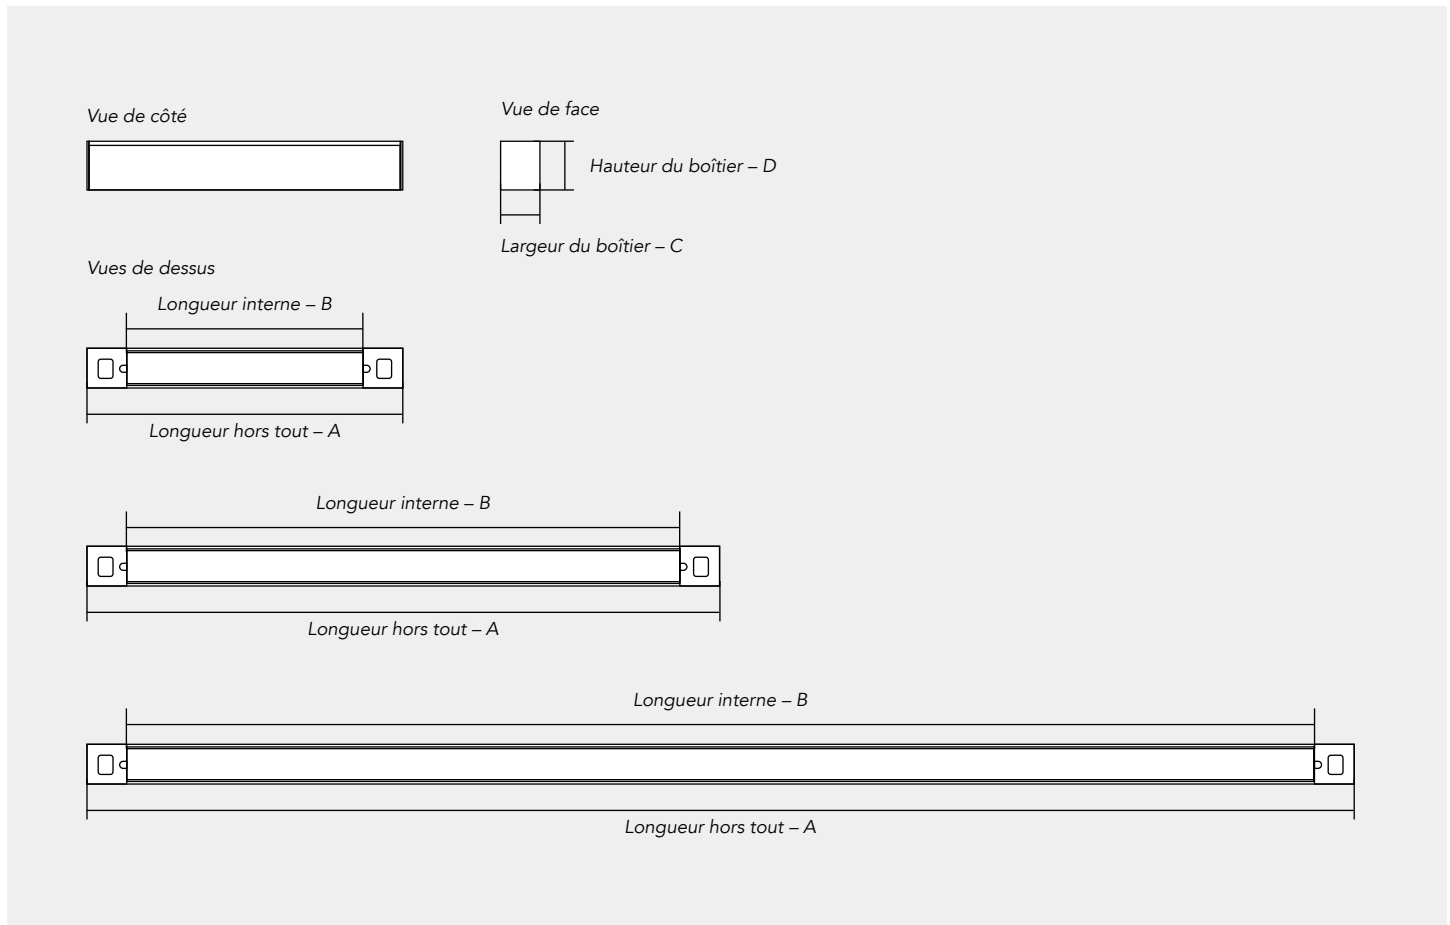 Vue de côté
Vue de face
Hauteur du boîtier – D
Largeur du boîtier – C
Vues de dessus
Longueur interne – B
Longueur hors tout – A
Longueur interne – B
Longueur hors tout – A
Longueur interne – B
Longueur hors tout – A